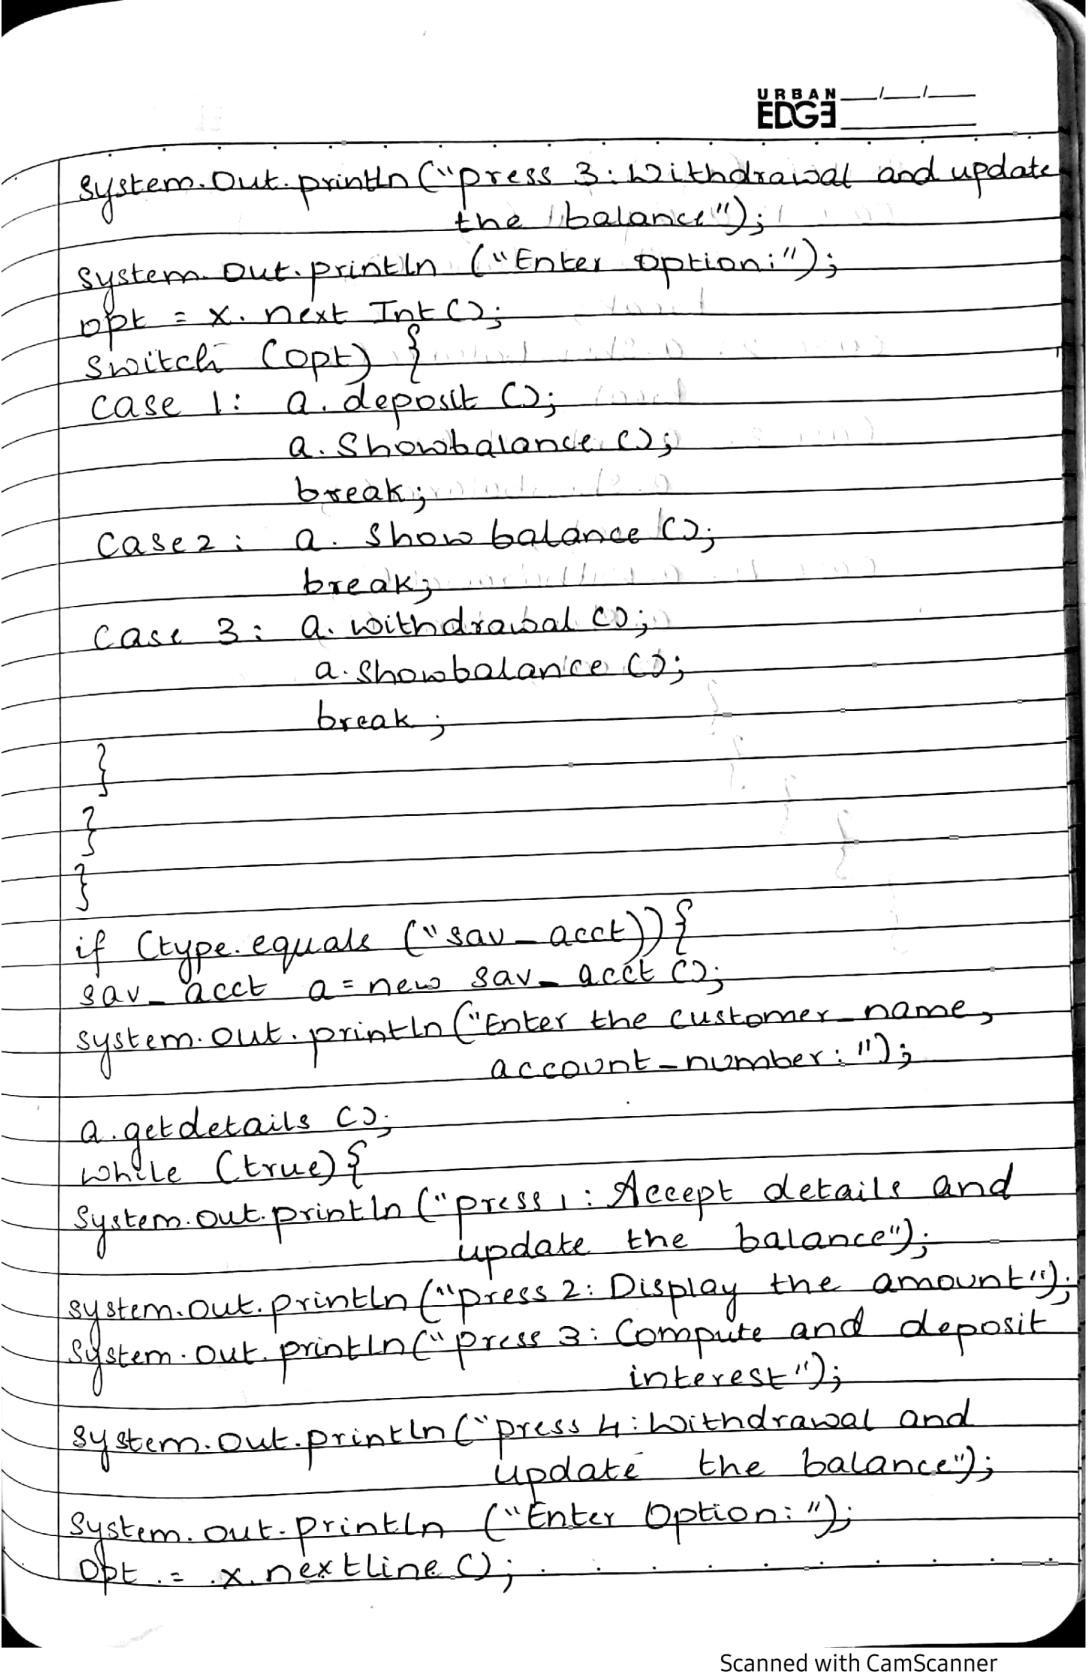 URBAN
EDGE __/__/__
System.Out.println("press 3: Withdrawal and update
the balance");
System.out.println ("Enter option:");
opt = x. next Int();
switch (opt) {
case 1: a. deposit ();
a. Showbalance ();
break;
Case2: a. show balance ();
break;
Case 3: a. withdrawal ();
a. showbalance ();
break;
}
}
}
if (type.equals ("sav_acct)){
sav_acct a = new sav_acct ();
system.out.println("Enter the customer_name,
account_number:");
a.getdetails ();
while (true){
System.out.println("press 1: Accept details and
update the balance");
system.out.println("press 2: Display the amount");
System.out.println("press 3: Compute and deposit
interest");
System.out.println("press 4: Withdrawal and
update the balance");
System.out.println ("Enter Option:");
opt = x.nextline();
Scanned with CamScanner